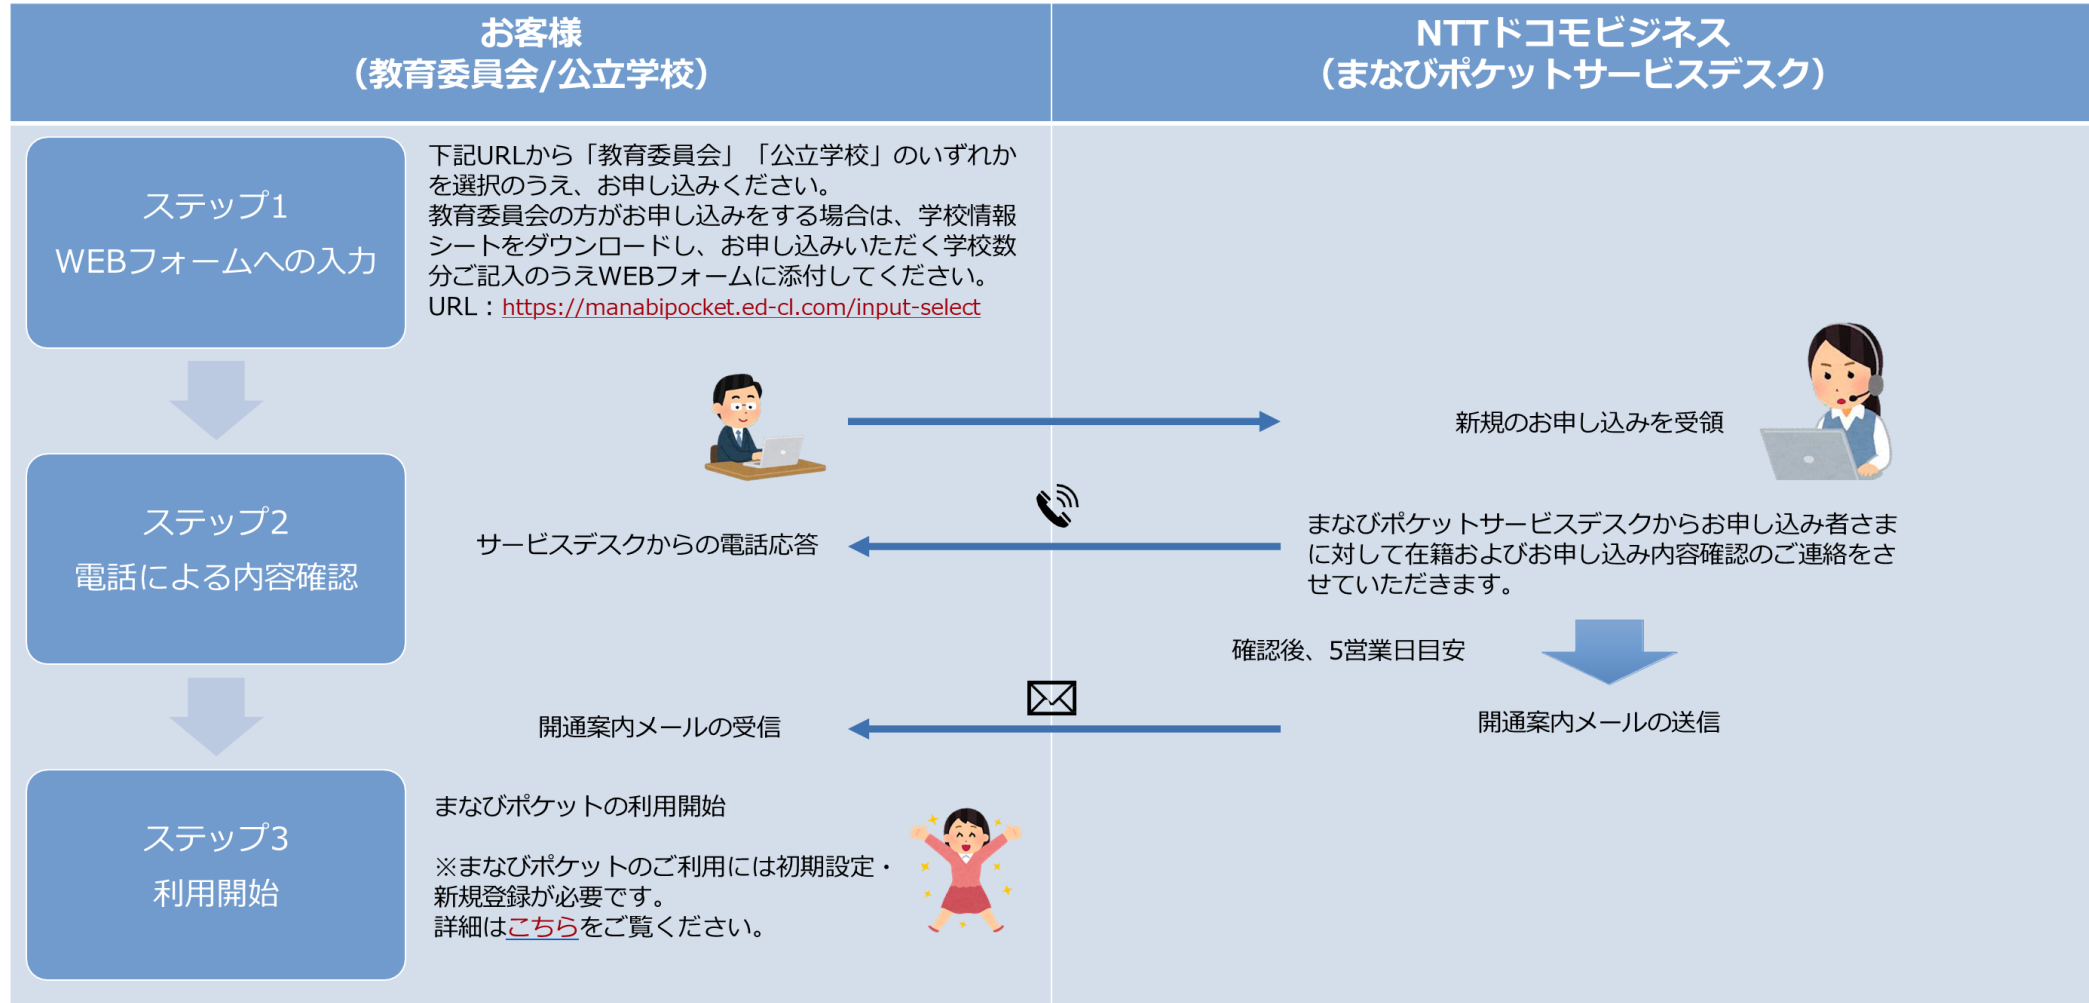 お客様
（教育委員会/公立学校）
NTTドコモビジネス
（まなびポケットサービスデスク）
ステップ1
WEBフォームへの入力
下記URLから「教育委員会」「公立学校」のいずれか
を選択のうえ、お申し込みください。
教育委員会の方がお申し込みをする場合は、学校情報
シートをダウンロードし、お申し込みいただく学校数
分ご記入のうえWEBフォームに添付してください。
URL：https://manabipocket.ed-cl.com/input-select
新規のお申し込みを受領
ステップ2
電話による内容確認
サービスデスクからの電話応答
まなびポケットサービスデスクからお申し込み者さま
に対して在籍およびお申し込み内容確認のご連絡をさ
せていただきます。
確認後、5営業日目安
開通案内メールの受信
開通案内メールの送信
ステップ3
利用開始
まなびポケットの利用開始
※まなびポケットのご利用には初期設定・
新規登録が必要です。
詳細はこちらをご覧ください。